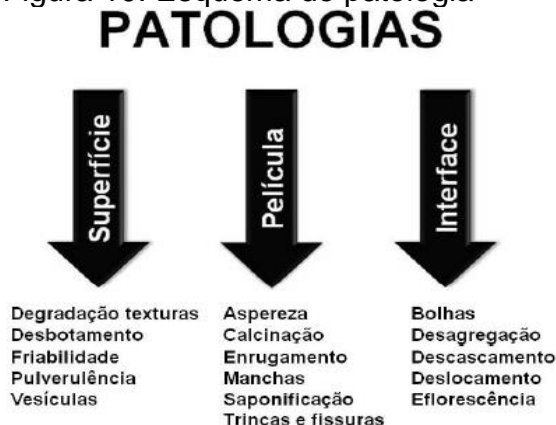 Figura 10: Esquema de patologia
PATOLOGIAS
Superfície
Degradação texturas
Desbotamento
Friabilidade
Pulverulência
Vesículas
Película
Aspereza
Calcinação
Enrugamento
Manchas
Saponificação
Trincas e fissuras
Interface
Bolhas
Desagregação
Descascamento
Deslocamento
Eflorescência